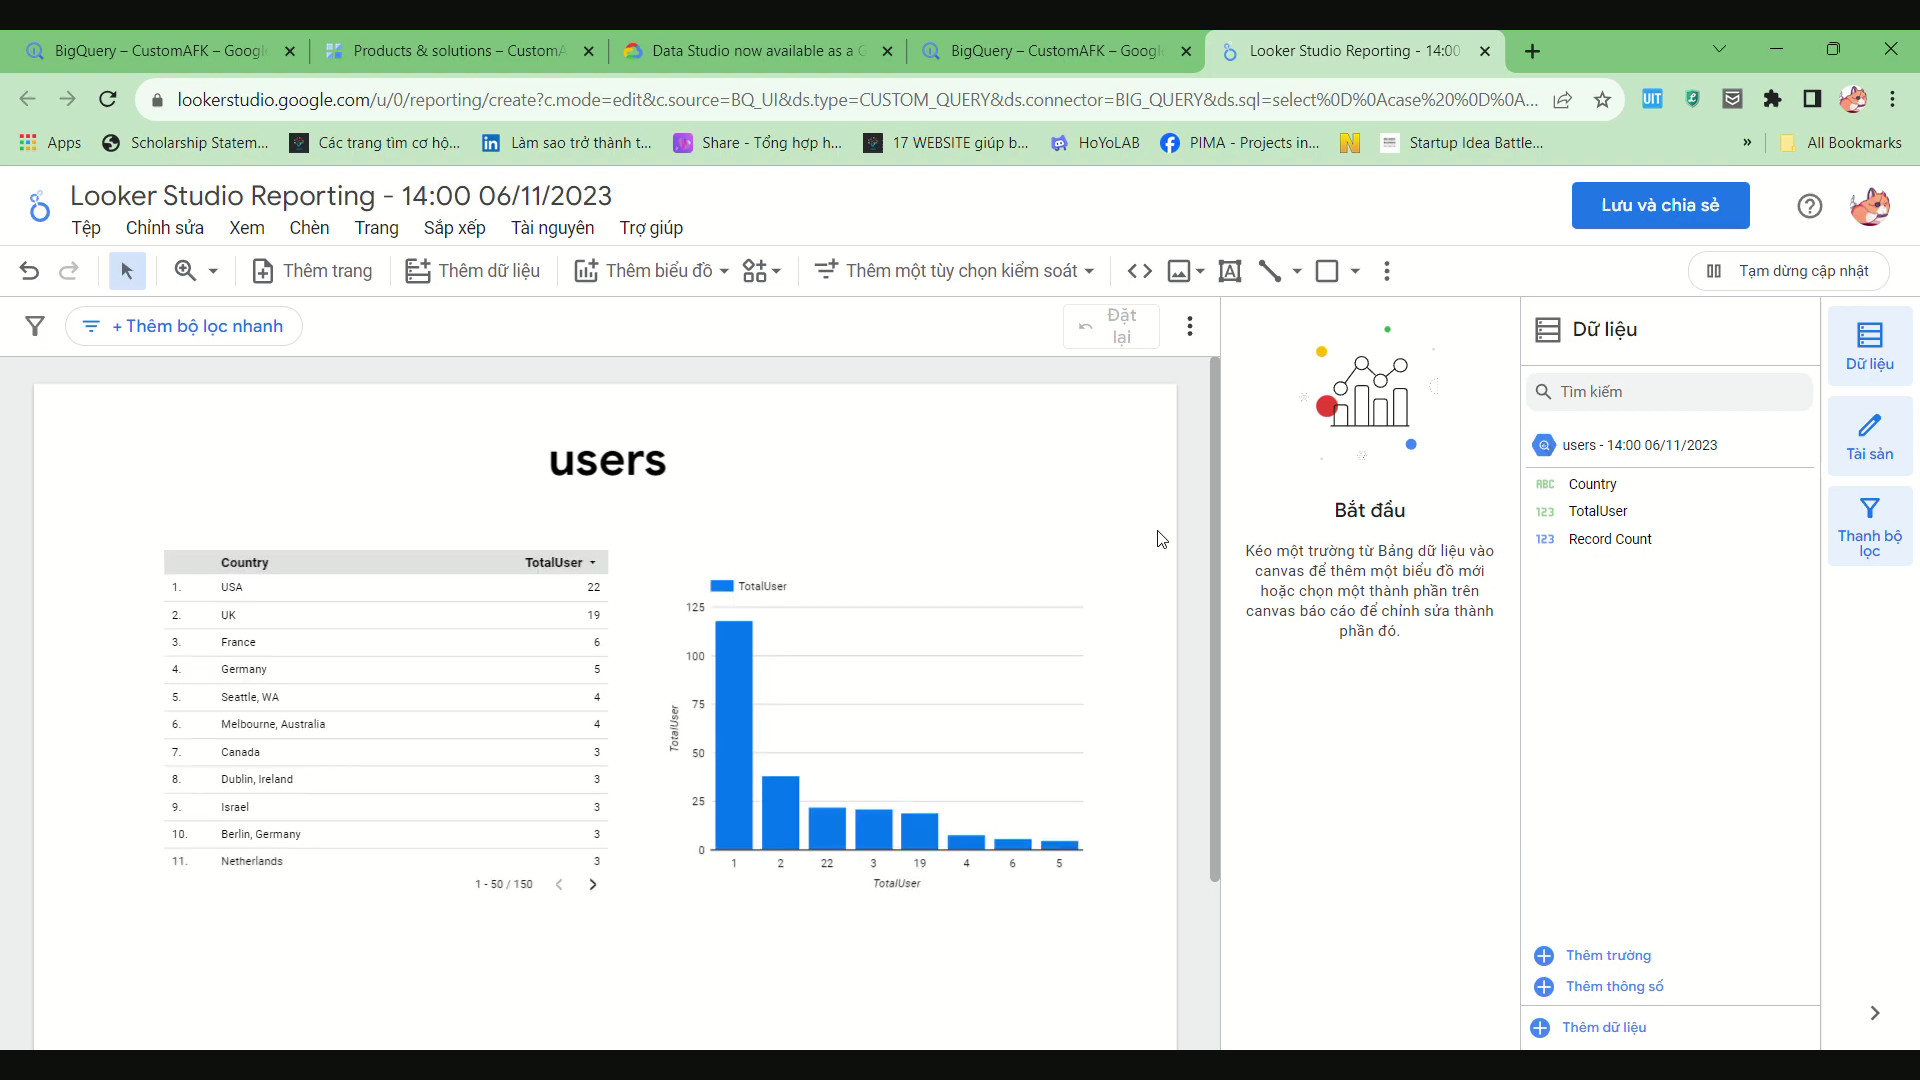 BigQuery – CustomAFK – Googl
Products & solutions – CustomA
Data Studio now available as a G
BigQuery – CustomAFK – Google
Looker Studio Reporting - 14:00
lookerstudio.google.com/u/0/reporting/create?c.mode=edit&c.source=BQ_UI&ds.type=CUSTOM_QUERY&ds.connector=BIG_QUERY&ds.sql=select%0D%0Acase%20%0D%0A...
UIT
Apps
Scholarship Statem...
Các trang tìm cơ hộ...
Làm sao trở thành t...
Share - Tổng hợp h...
17 WEBSITE giúp b...
HoYoLAB
PIMA - Projects in...
Startup Idea Battle...
»
All Bookmarks
Looker Studio Reporting - 14:00 06/11/2023
Tệp Chỉnh sửa Xem Chèn Trang Sắp xếp Tài nguyên Trợ giúp
Lưu và chia sẻ
Thêm trang
Thêm dữ liệu
Thêm biểu đồ
Thêm một tùy chọn kiểm soát
Tạm dừng cập nhật
+ Thêm bộ lọc nhanh
Đặt
lại
users
Country TotalUser
1. USA 22
2. UK 19
3. France 6
4. Germany 5
5. Seattle, WA 4
6. Melbourne, Australia 4
7. Canada 3
8. Dublin, Ireland 3
9. Israel 3
10. Berlin, Germany 3
11. Netherlands 3
1 - 50 / 150
TotalUser
125
100
75
50
25
0
TotalUser
1 2 22 3 19 4 6 5
TotalUser
Bắt đầu
Kéo một trường từ Bảng dữ liệu vào
canvas để thêm một biểu đồ mới
hoặc chọn một thành phần trên
canvas báo cáo để chỉnh sửa thành
phần đó.
Dữ liệu
Tìm kiếm
users - 14:00 06/11/2023
ABC Country
123 TotalUser
123 Record Count
Thêm trường
Thêm thông số
Thêm dữ liệu
Dữ liệu
Tài sản
Thanh bộ
lọc